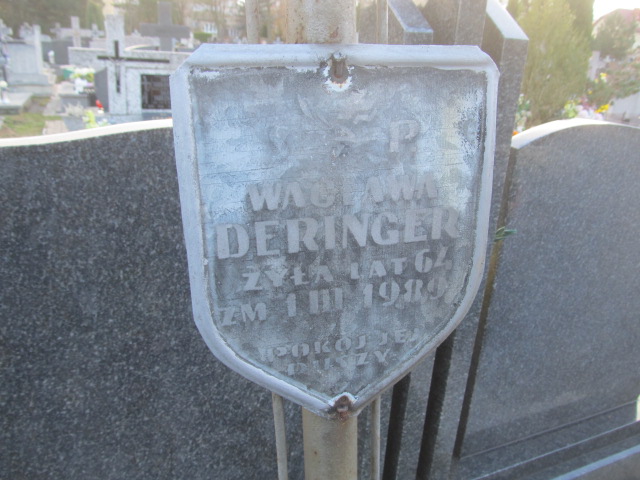 P
WACŁAWA
DERINGER
ŻYŁA LAT 64
ZM 1 III 1989
POKÓJ JEJ
DUSZY